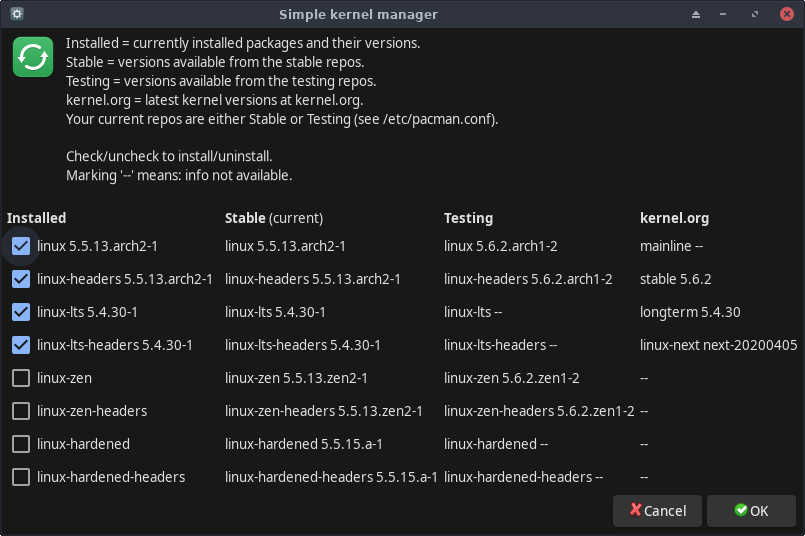 Simple kernel manager
Installed = currently installed packages and their versions.
Stable = versions available from the stable repos.
Testing = versions available from the testing repos.
kernel.org = latest kernel versions at kernel.org.
Your current repos are either Stable or Testing (see /etc/pacman.conf).
Check/uncheck to install/uninstall.
Marking '--' means: info not available.
Installed Stable (current) Testing kernel.org
linux 5.5.13.arch2-1 linux 5.5.13.arch2-1 linux 5.6.2.arch1-2 mainline --
linux-headers 5.5.13.arch2-1 linux-headers 5.5.13.arch2-1 linux-headers 5.6.2.arch1-2 stable 5.6.2
linux-lts 5.4.30-1 linux-lts 5.4.30-1 linux-lts -- longterm 5.4.30
linux-lts-headers 5.4.30-1 linux-lts-headers 5.4.30-1 linux-lts-headers -- linux-next next-20200405
linux-zen linux-zen 5.5.13.zen2-1 linux-zen 5.6.2.zen1-2 --
linux-zen-headers linux-zen-headers 5.5.13.zen2-1 linux-zen-headers 5.6.2.zen1-2 --
linux-hardened linux-hardened 5.5.15.a-1 linux-hardened -- --
linux-hardened-headers linux-hardened-headers 5.5.15.a-1 linux-hardened-headers -- --
Cancel OK